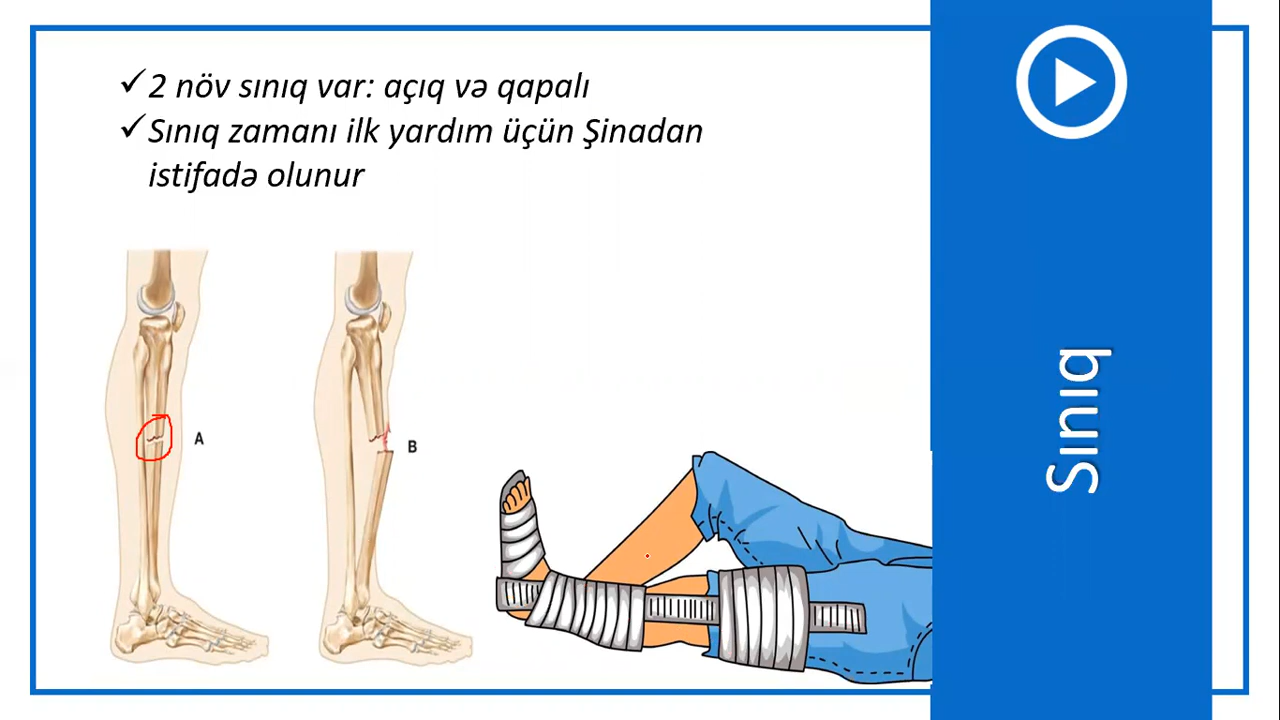 2 növ sınıq var: açıq və qapalı
Sınıq zamanı ilk yardım üçün Şinadan
istifadə olunur
A
B
Sınıq